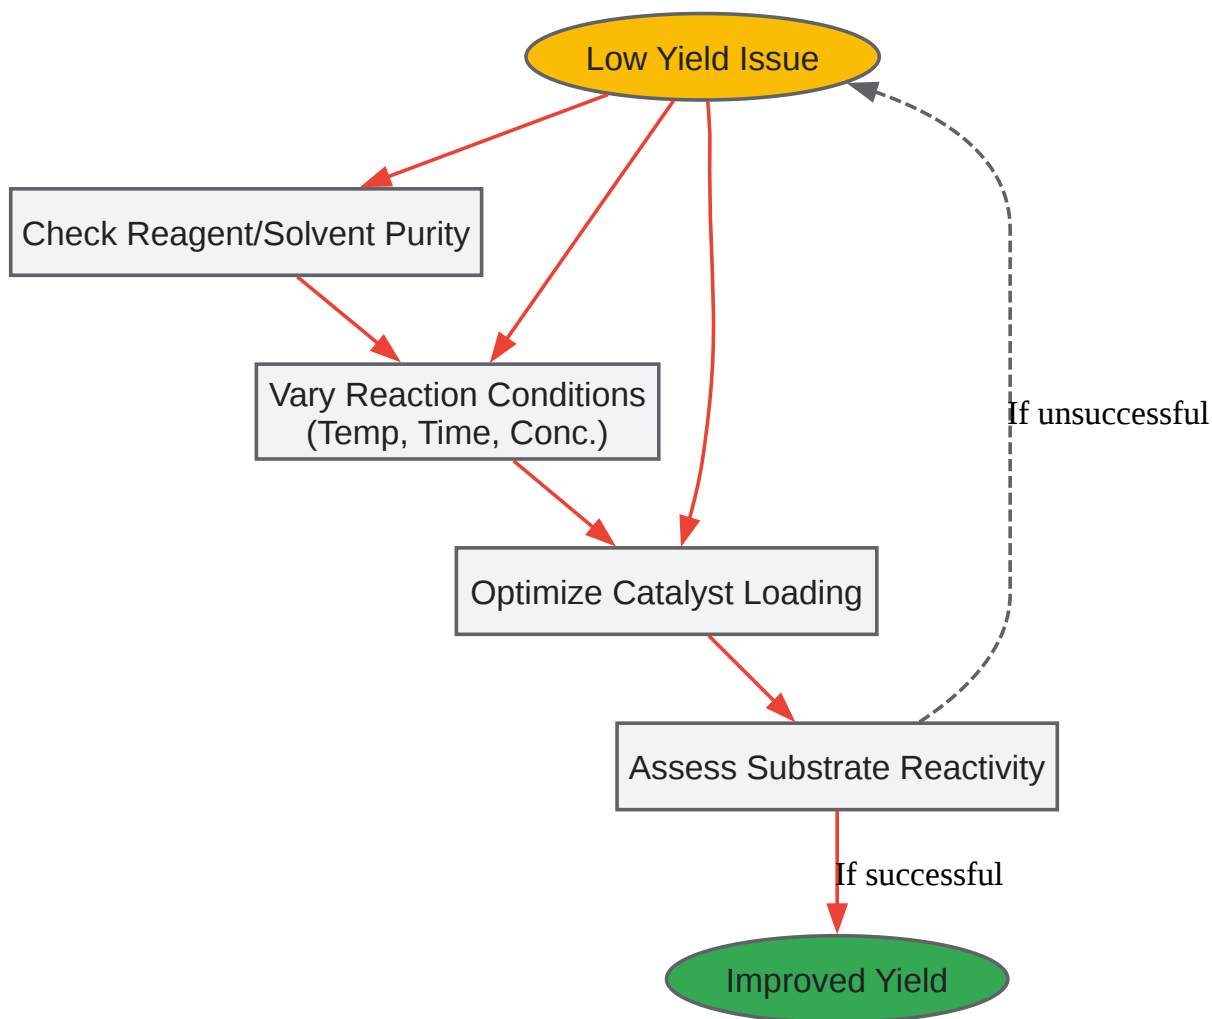 Low Yield Issue
Check Reagent/Solvent Purity
Vary Reaction Conditions
(Temp, Time, Conc.)
If unsuccessful
Optimize Catalyst Loading
Assess Substrate Reactivity
If successful
Improved Yield